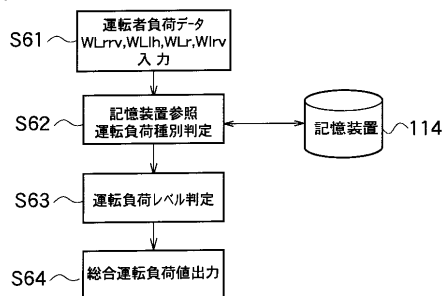 S61
運転者負荷データ
WLrrv,WLlh,WLr,Wlrv
入 力
S62
記憶装置参照
運転負荷種別判定
記憶装置
114
S63
運転負荷レベル判定
S64
総合運転負荷値出力